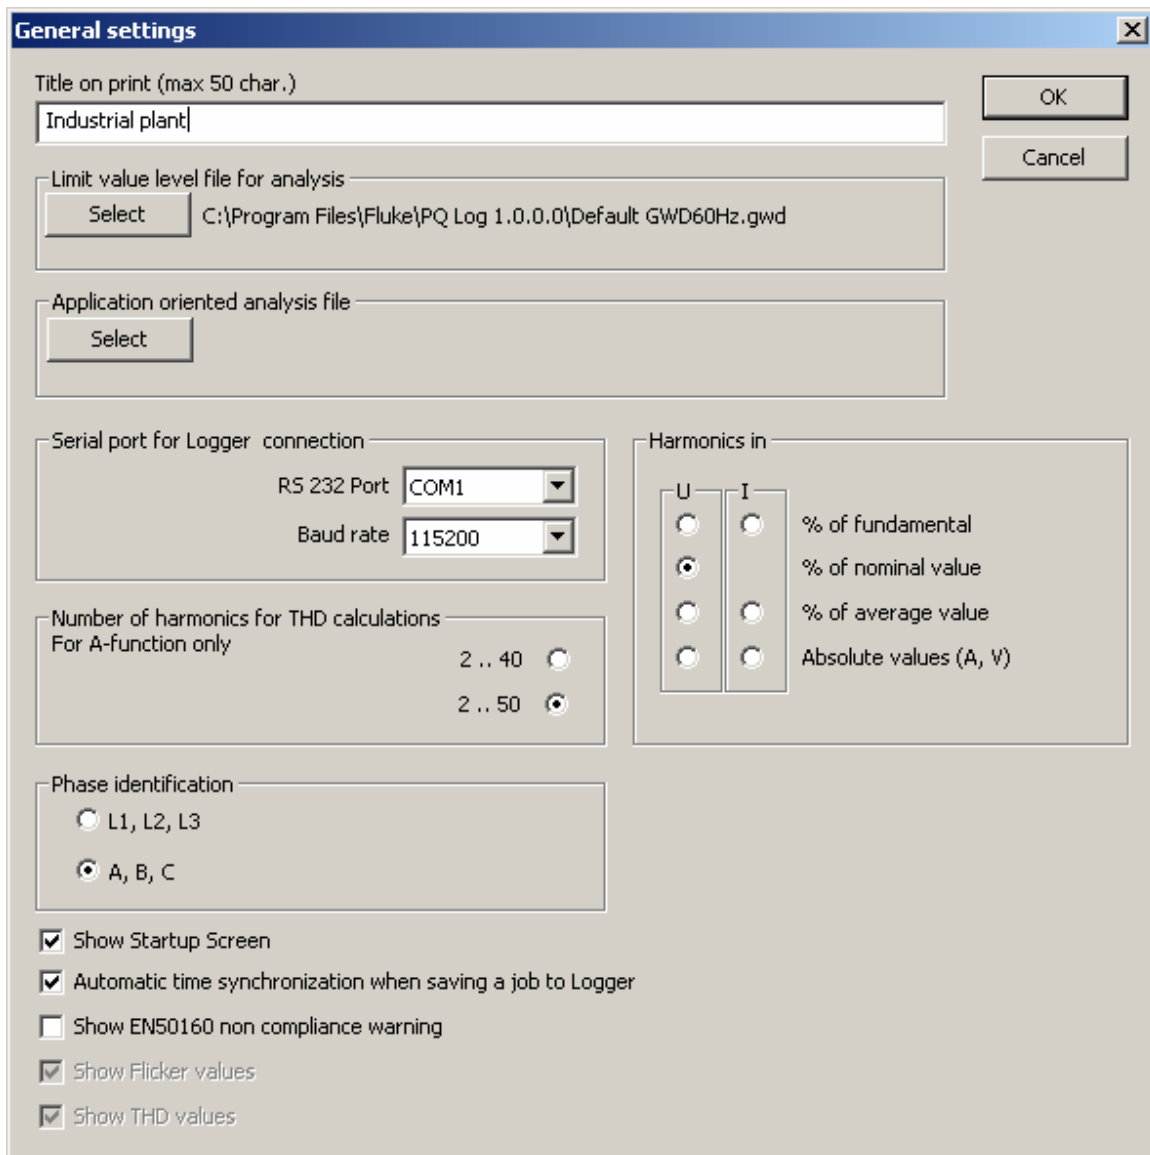 General settings
Title on print (max 50 char.)
Industrial plant
OK
Cancel
Limit value level file for analysis
Select
C:\Program Files\Fluke\PQ Log 1.0.0.0\Default GWD60Hz.gwd
Application oriented analysis file
Select
Serial port for Logger connection
RS 232 Port COM1
Baud rate 115200
Number of harmonics for THD calculations
For A-function only
2 .. 40
2 .. 50
Harmonics in
U I
% of fundamental
% of nominal value
% of average value
Absolute values (A, V)
Phase identification
L1, L2, L3
A, B, C
Show Startup Screen
Automatic time synchronization when saving a job to Logger
Show EN50160 non compliance warning
Show Flicker values
Show THD values